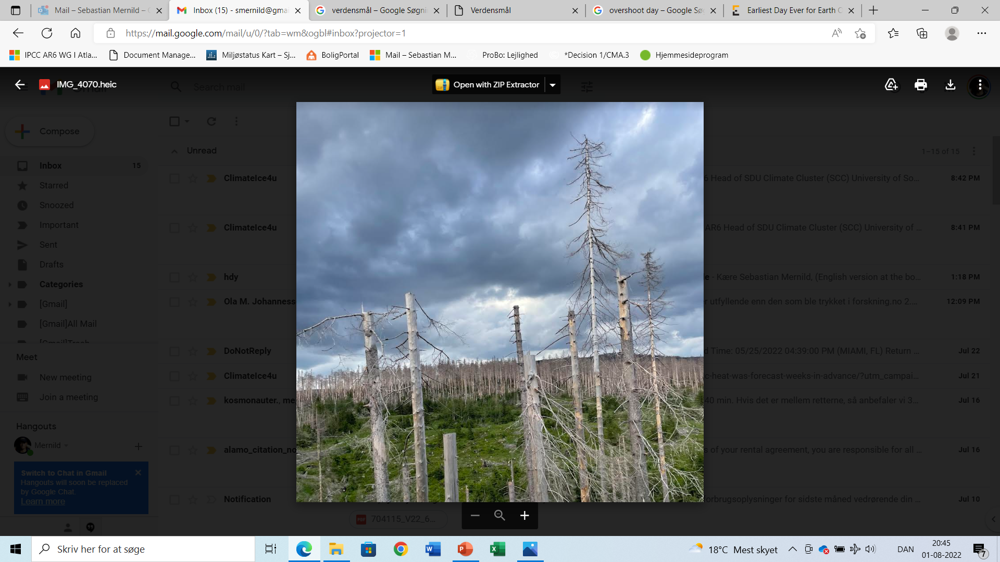 Mail – Sebastian Mernild –
Inbox (15) - smernild@gmai
verdensmål – Google Søgni
Verdensmål
overshoot day – Google Sø
Earliest Day Ever for Earth O
https://mail.google.com/mail/u/0/?tab=wm&ogbl#inbox?projector=1
IPCC AR6 WG I Atla...
Document Manage...
Miljøstatus Kart – Sj...
BoligPortal
Mail – Sebastian M...
ProBo: Lejlighed
*Decision 1/CMA.3
Hjemmesideprogram
IMG_4070.heic
Search mail
Open with ZIP Extractor
Compose
Unread
1–15 of 15
Inbox 15
Starred
Snoozed
Important
Sent
Drafts
Categories
[Gmail]
[Gmail]All Mail
[Gmail]Trash
Meet
New meeting
Join a meeting
Hangouts
Mernild
Switch to Chat in Gmail
Hangouts will soon be replaced
by Google Chat.
Learn more
ClimateIce4u 6 Head of SDU Climate Cluster (SCC) University of So... 8:42 PM
ClimateIce4u AR6 Head of SDU Climate Cluster (SCC) University of ... 8:41 PM
hdy e - Kære Sebastian Mernild, (English version at the bo... 1:18 PM
Ola M. Johanness r utfyllende enn den som ble trykket i forskning.no 2.... 12:09 PM
DoNotReply d Time: 05/25/2022 04:39:00 PM (MIAMI, FL) Return ... Jul 22
ClimateIce4u c-heat-was-forecast-weeks-in-advance/?utm_campai... Jul 21
kosmonauter., me 40 min. Hvis det er mellem retterne, så anbefaler vi 3... Jul 16
alamo_citation_no s of your rental agreement, you are responsible for all ... Jul 16
Notification orbrugsoplysninger for sidste måned vedrørende din ... Jul 10
PDF 704115_V22_6...
Skriv her for at søge
18°C Mest skyet
DAN
20:45
01-08-2022
7